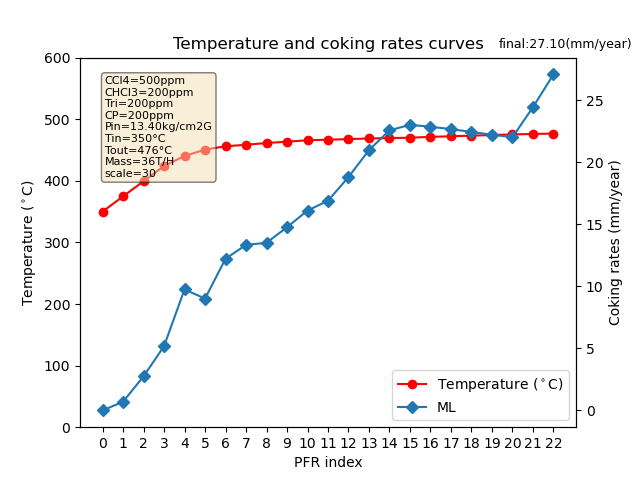 Temperature and coking rates curves
final:27.10(mm/year)
CCl4=500ppm
CHCl3=200ppm
Tri=200ppm
CP=200ppm
Pin=13.40kg/cm2G
Tin=350°C
Tout=476°C
Mass=36T/H
scale=30
600
500
400
300
200
100
0
Temperature (°C)
25
20
15
10
5
0
Coking rates (mm/year)
Temperature (°C)
ML
0 1 2 3 4 5 6 7 8 9 10 11 12 13 14 15 16 17 18 19 20 21 22
PFR index